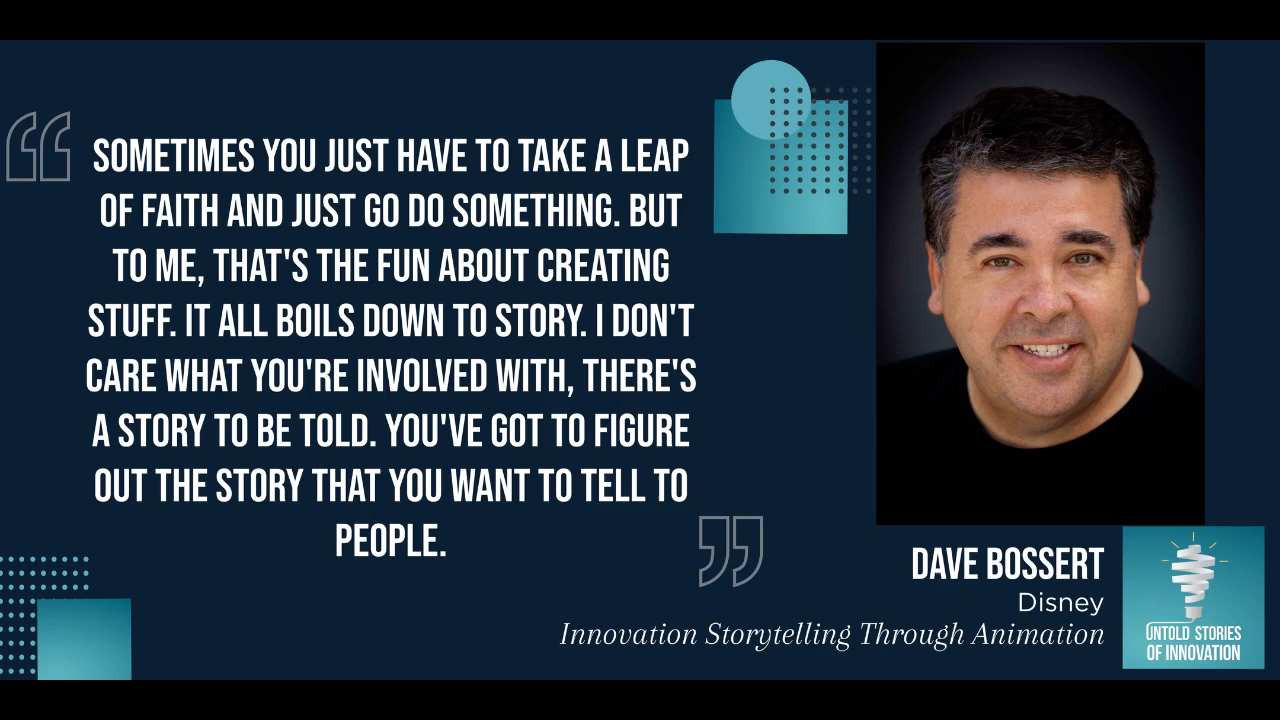 SOMETIMES YOU JUST HAVE TO TAKE A LEAP
OF FAITH AND JUST GO DO SOMETHING. BUT
TO ME, THAT'S THE FUN ABOUT CREATING
STUFF. IT ALL BOILS DOWN TO STORY. I DON'T
CARE WHAT YOU'RE INVOLVED WITH, THERE'S
A STORY TO BE TOLD. YOU'VE GOT TO FIGURE
OUT THE STORY THAT YOU WANT TO TELL TO
PEOPLE.
DAVE BOSSERT
Disney
Innovation Storytelling Through Animation
UNTOLD STORIES
OF INNOVATION